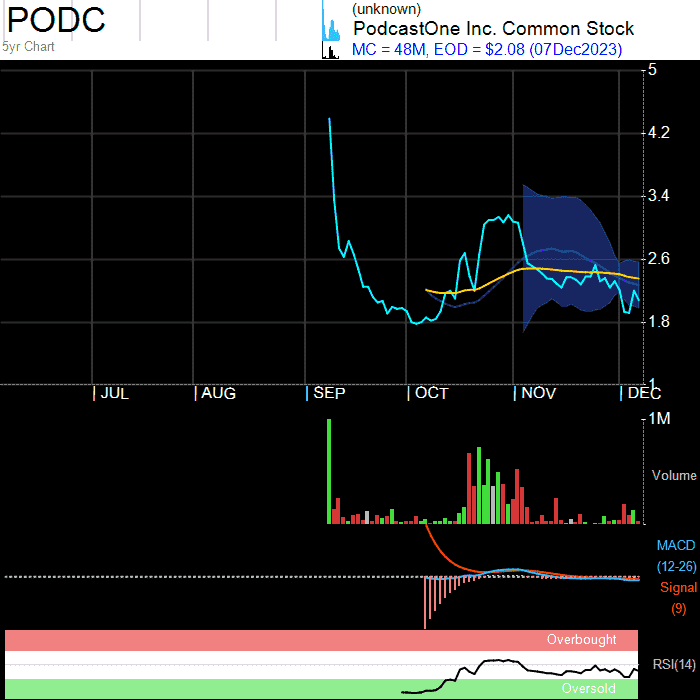 PODC
5yr Chart
(unknown)
PodcastOne Inc. Common Stock
MC = 48M, EOD = $2.08 (07Dec2023)
5
4.2
3.4
2.6
1.8
1
JUL
AUG
SEP
OCT
NOV
DEC
1M
Volume
MACD
(12-26)
Signal
(9)
Overbought
RSI(14)
Oversold